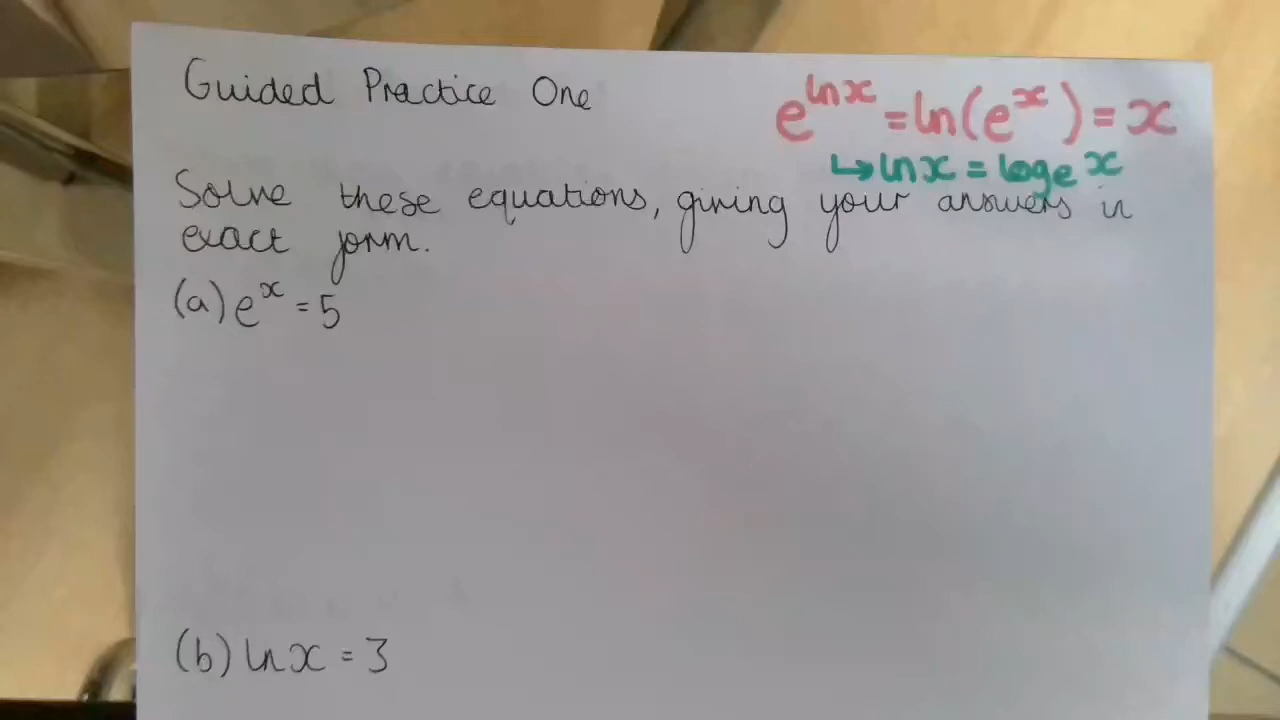 Guided Practice One
e^{ln x} = ln(e^x) = x
↳ ln x = log_e x
Solve these equations, giving your answers in
exact form.
(a) e^x = 5
(b) ln x = 3